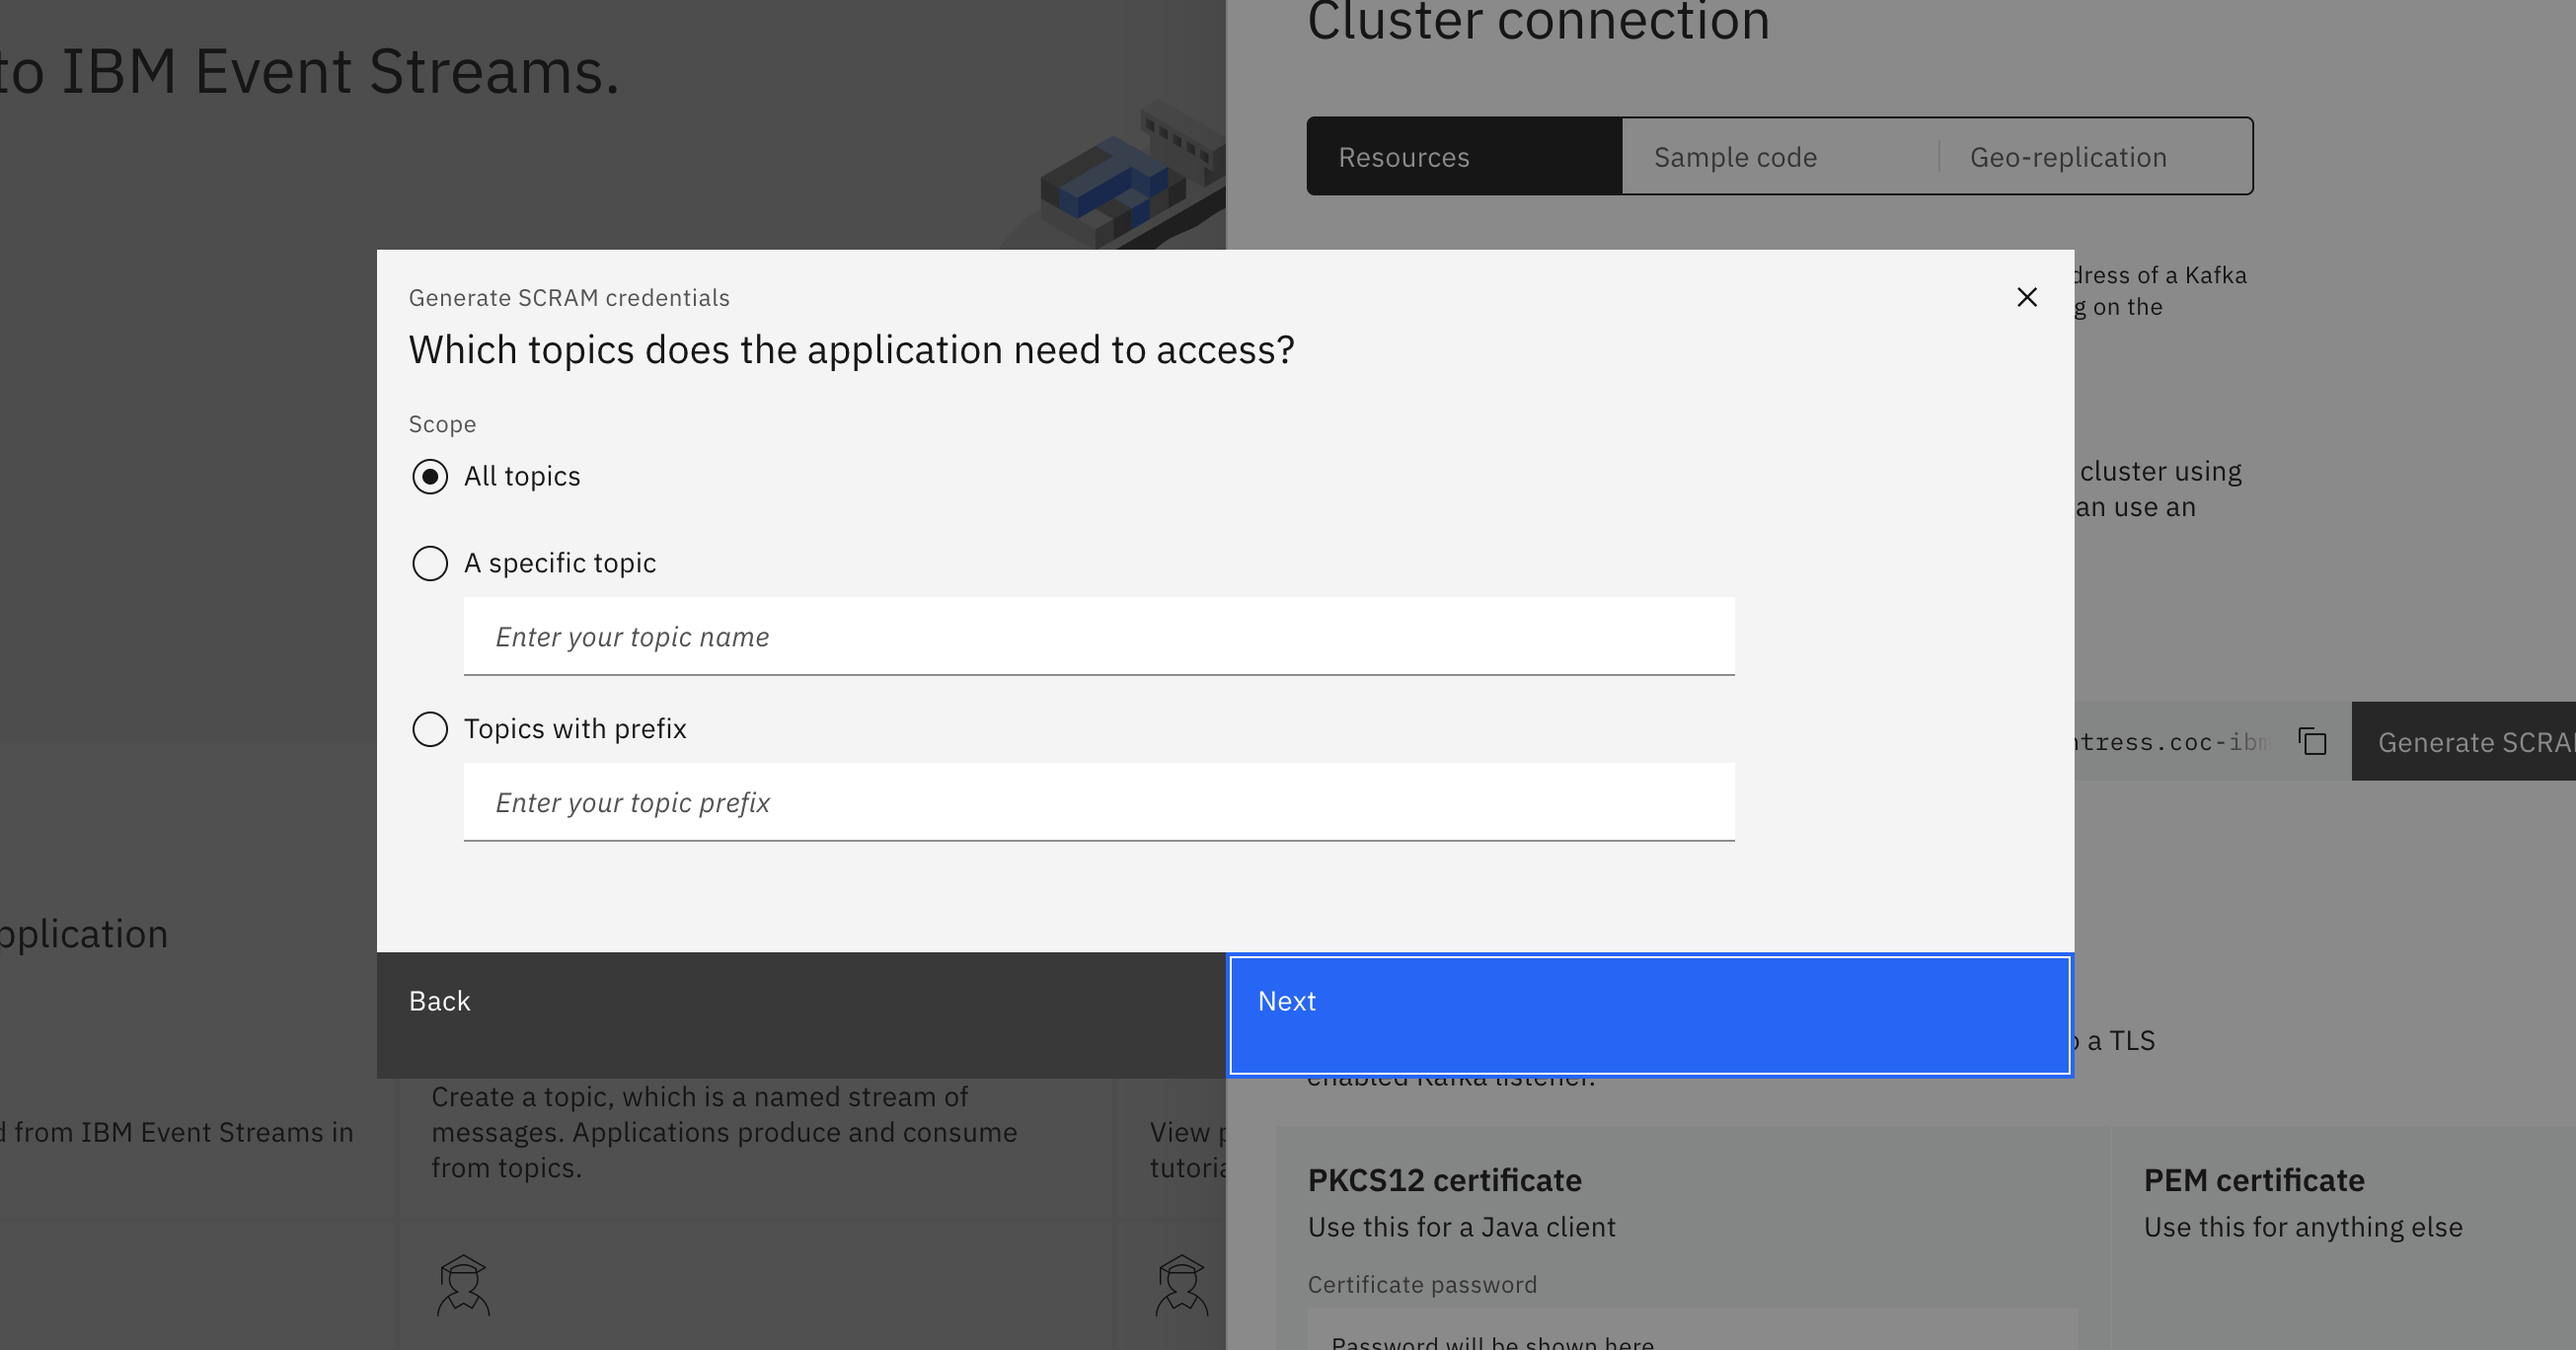 to IBM Event Streams.
Cluster connection
Resources
Sample code
Geo-replication
dress of a Kafka
g on the
Generate SCRAM credentials
Which topics does the application need to access?
Scope
All topics
A specific topic
Enter your topic name
Topics with prefix
Enter your topic prefix
Back
Next
cluster using
an use an
ntress.coc-ibm
Generate SCRA
pplication
a TLS
enabled Kafka listener.
Create a topic, which is a named stream of
messages. Applications produce and consume
from topics.
d from IBM Event Streams in
View p
tutoria
PKCS12 certificate
Use this for a Java client
Certificate password
Password will be shown here
PEM certificate
Use this for anything else